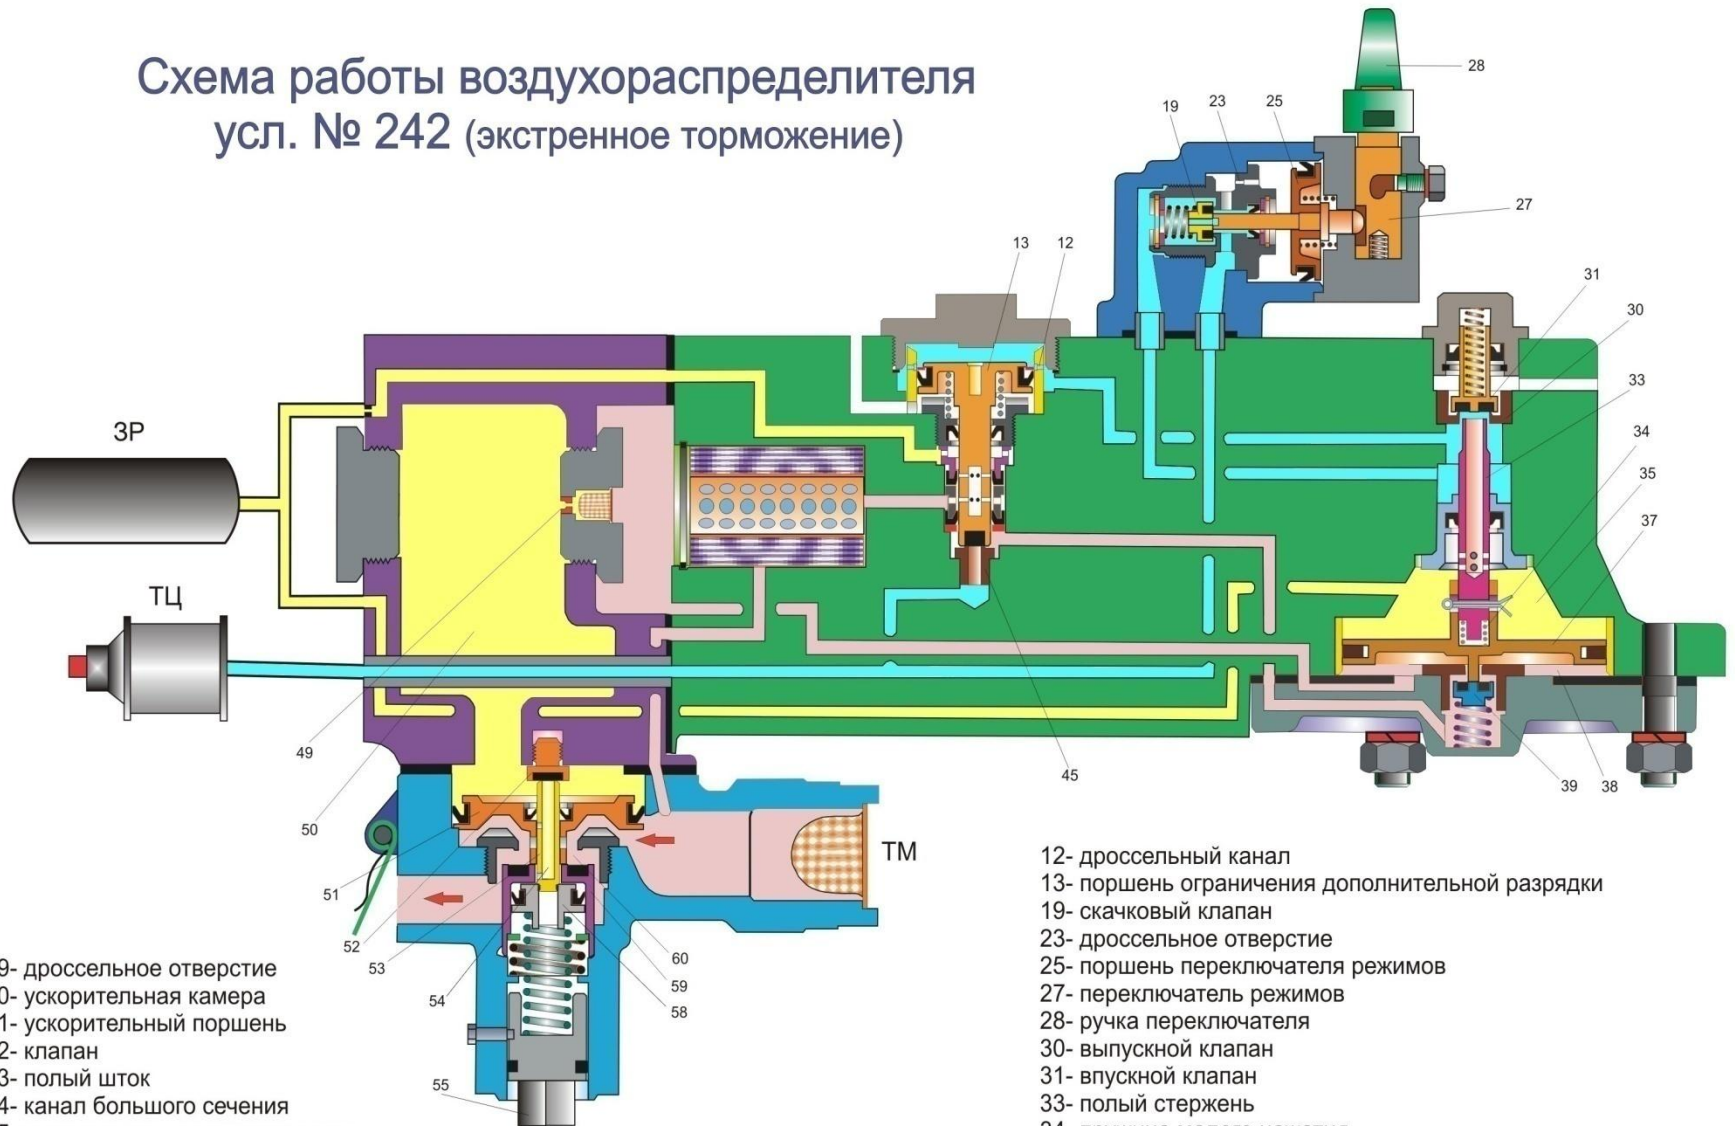 Схема работы воздухораспределителя
усл. № 242 (экстренное торможение)
28
19
23
25
27
13
12
31
30
33
34
35
37
ЗР
ТЦ
49
50
45
39
38
ТМ
51
52
53
54
60
59
58
55
9- дроссельное отверстие
0- ускорительная камера
1- ускорительный поршень
2- клапан
3- полый шток
4- канал большого сечения
12- дроссельный канал
13- поршень ограничения дополнительной разрядки
19- скачковый клапан
23- дроссельное отверстие
25- поршень переключателя режимов
27- переключатель режимов
28- ручка переключателя
30- выпускной клапан
31- впускной клапан
33- полый стержень